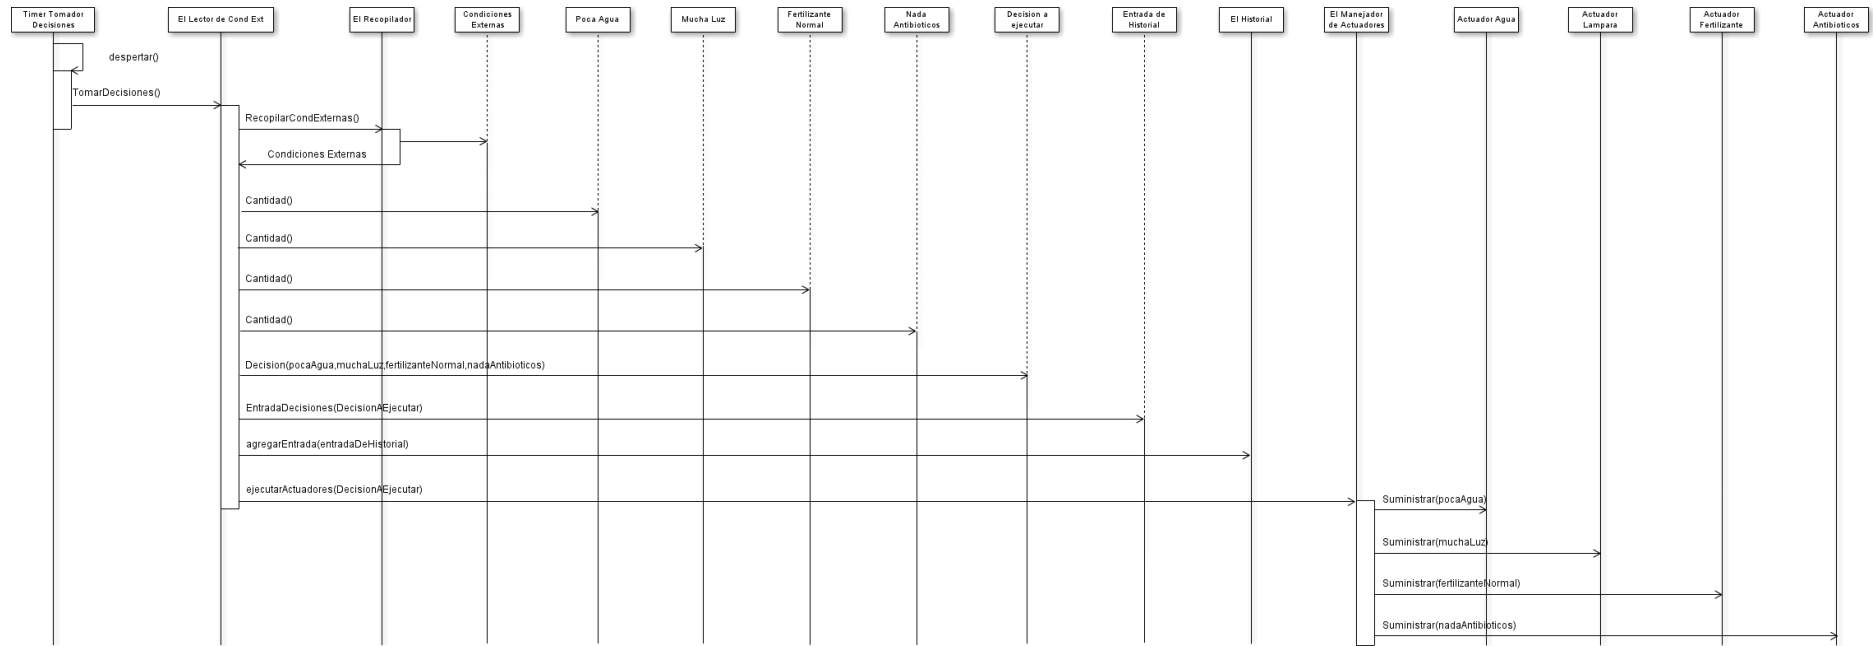 Timer Tomador
Decisiones
El Lector de Cond Ext
El Recopilador
Condiciones
Externas
Poca Agua
Mucha Luz
Fertilizante
Normal
Nada
Antibioticos
Decision a
ejecutar
Entrada de
Historial
El Historial
El Manejador
de Actuadores
Actuador Agua
Actuador
Lampara
Actuador
Fertilizante
Actuador
Antibioticos
despertar()
TomarDecisiones()
RecopilarCondExternas()
Condiciones Externas
Cantidad()
Cantidad()
Cantidad()
Cantidad()
Decision(pocaAgua,muchaLuz,fertilizanteNormal,nadaAntibioticos)
EntradaDecisiones(DecisionAEjecutar)
agregarEntrada(entradaDeHistorial)
ejecutarActuadores(DecisionAEjecutar)
Suministrar(pocaAgua)
Suministrar(muchaLuz)
Suministrar(fertilizanteNormal)
Suministrar(nadaAntibioticos)